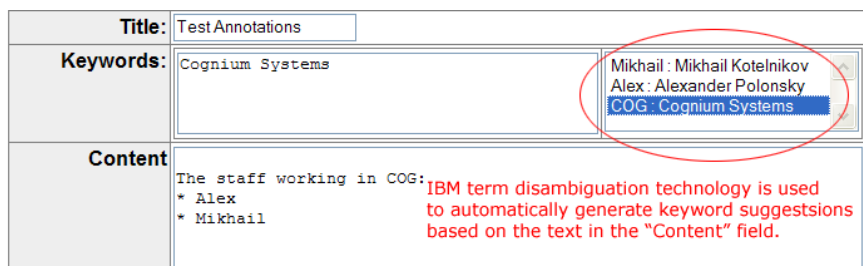 Title: Test Annotations
Keywords: Cognium Systems
Mikhail : Mikhail Kotelnikov
Alex : Alexander Polonsky
COG : Cognium Systems
Content
The staff working in COG:
* Alex
* Mikhail
IBM term disambiguation technology is used
to automatically generate keyword suggestsions
based on the text in the “Content” field.